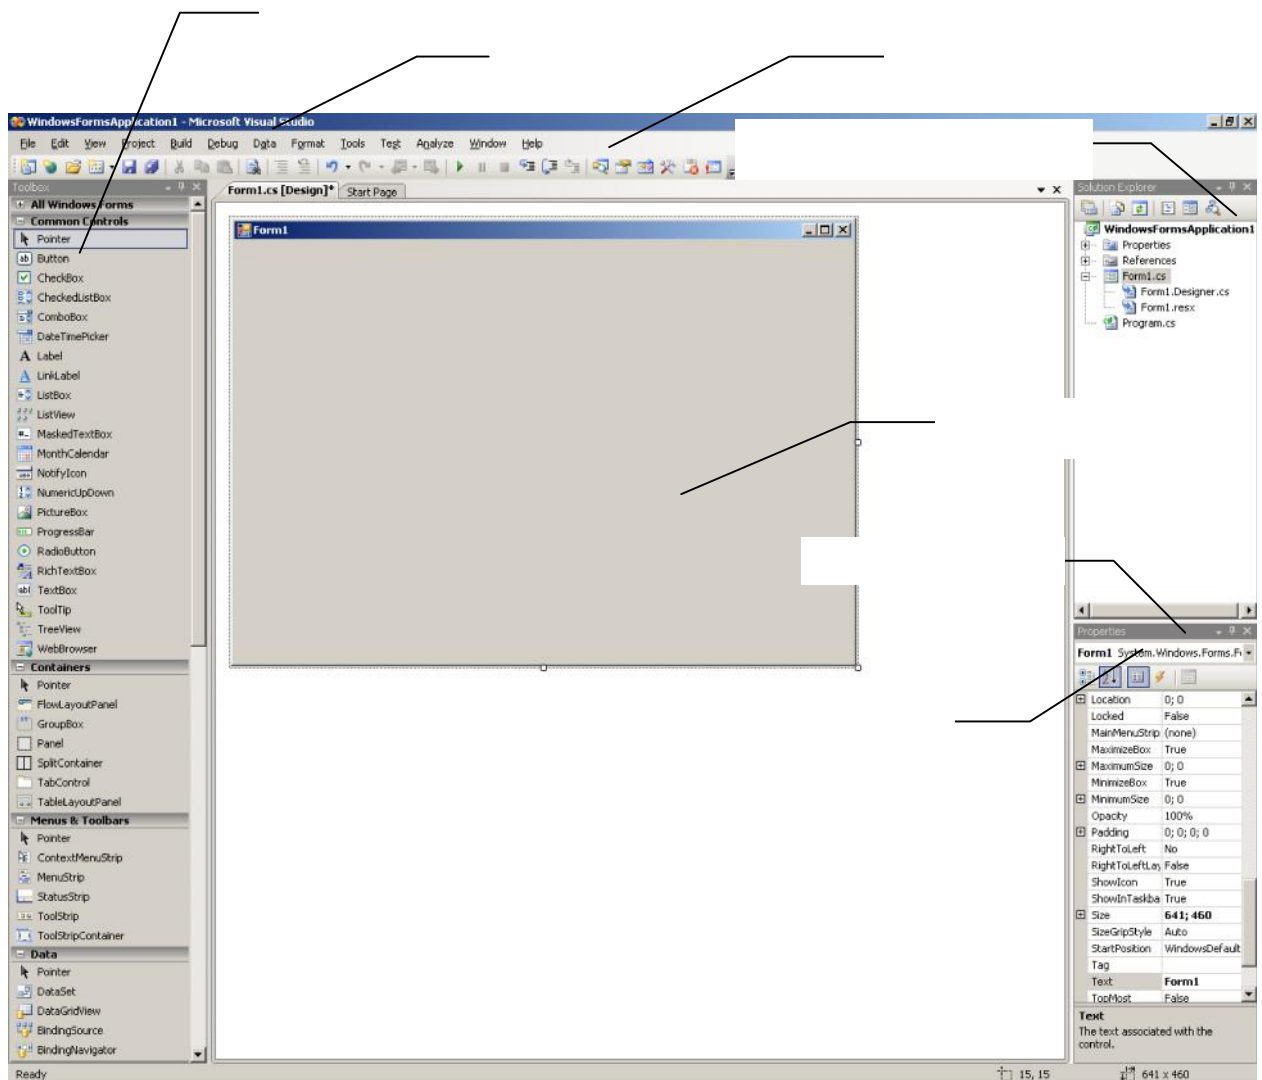 WindowsFormsApplication1 - Microsoft Visual Studio
File Edit View Project Build Debug Data Format Tools Test Analyze Window Help
Toolbox
All Windows Forms
Common Controls
Pointer
Button
CheckBox
CheckedListBox
ComboBox
DateTimePicker
Label
LinkLabel
ListBox
ListView
MaskedTextBox
MonthCalendar
NotifyIcon
NumericUpDown
PictureBox
ProgressBar
RadioButton
RichTextBox
TextBox
ToolTip
TreeView
WebBrowser
Containers
Pointer
FlowLayoutPanel
GroupBox
Panel
SplitContainer
TabControl
TableLayoutPanel
Menus & Toolbars
Pointer
ContextMenuStrip
MenuStrip
StatusStrip
ToolStrip
ToolStripContainer
Data
Pointer
DataSet
DataGridView
BindingSource
BindingNavigator
Form1.cs [Design]* Start Page
Form1
Solution Explorer
WindowsFormsApplication1
Properties
References
Form1.cs
Form1.Designer.cs
Form1.resx
Program.cs
Properties
Form1 System.Windows.Forms.F
Location 0; 0
Locked False
MainMenuStrip (none)
MaximizeBox True
MaximumSize 0; 0
MinimizeBox True
MinimumSize 0; 0
Opacity 100%
Padding 0; 0; 0; 0
RightToLeft No
RightToLeftLay False
ShowIcon True
ShowInTaskba True
Size 641; 460
SizeGripStyle Auto
StartPosition WindowsDefault
Tag
Text Form1
TopMost False
Text
The text associated with the
control.
Ready 15, 15 641 x 460